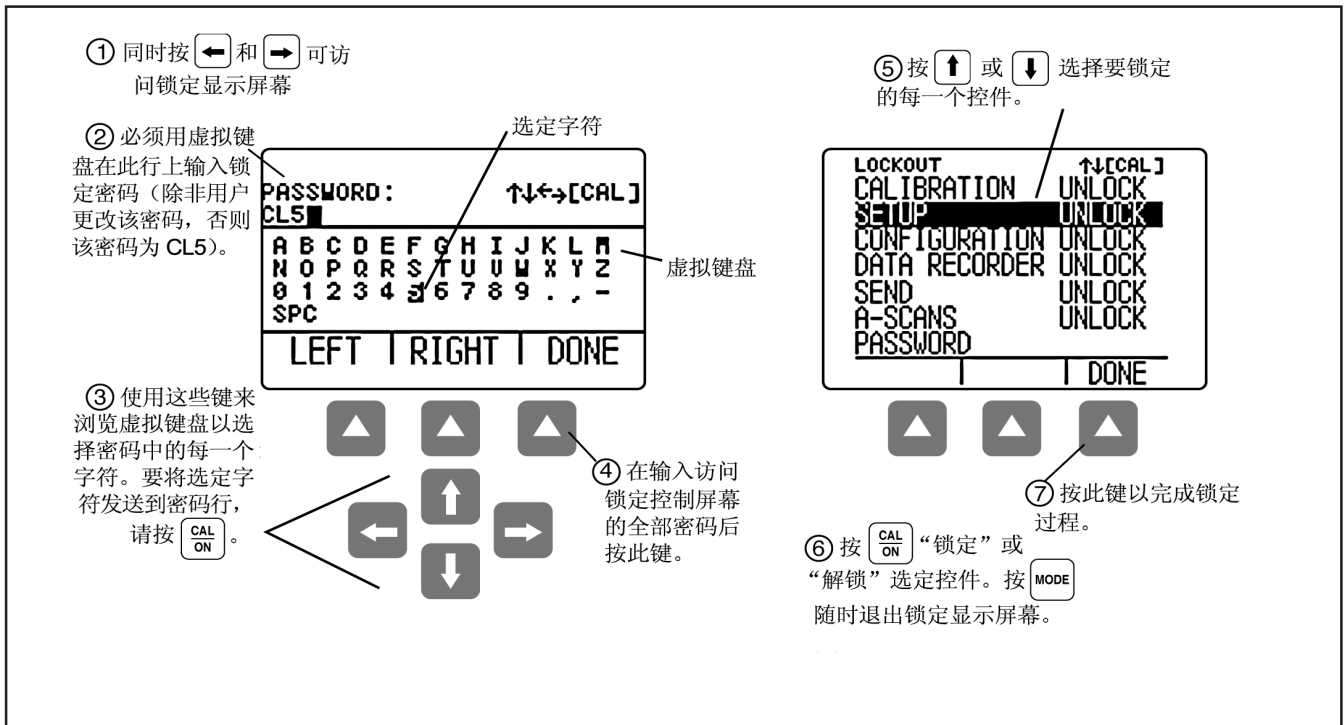 ① 同时按 ← 和 → 可访
问锁定显示屏幕
② 必须用虚拟键
盘在此行上输入锁
定密码（除非用户
更改该密码，否则
该密码为 CL5）。
选定字符
PASSWORD: ↑↓←→[CAL]
CL5
A B C D E F G H I J K L M
N O P Q R S T U V W X Y Z
0 1 2 3 4 5 6 7 8 9 . , -
SPC
LEFT RIGHT DONE
虚拟键盘
③ 使用这些键来
浏览虚拟键盘以选
择密码中的每一个
字符。要将选定字
符发送到密码行，
请按 CAL ON 。
④ 在输入访问
锁定控制屏幕
的全部密码后
按此键。
⑤ 按 ↑ 或 ↓ 选择要锁定
的每一个控件。
LOCKOUT ↑↓[CAL]
CALIBRATION UNLOCK
SETUP UNLOCK
CONFIGURATION UNLOCK
DATA RECORDER UNLOCK
SEND UNLOCK
A-SCANS UNLOCK
PASSWORD
DONE
⑦ 按此键以完成锁定
过程。
⑥ 按 CAL ON “锁定”或
“解锁”选定控件。按 MODE
随时退出锁定显示屏幕。